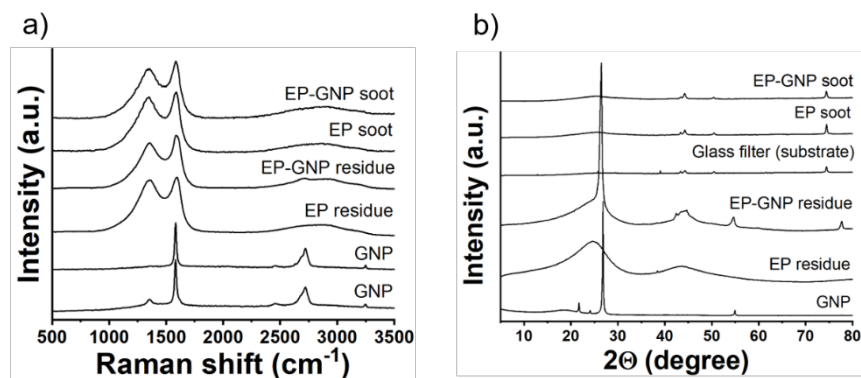 a)
Intensity (a.u.)
EP-GNP soot
EP soot
EP-GNP residue
EP residue
GNP
GNP
500 1000 1500 2000 2500 3000 3500
Raman shift (cm⁻¹)
b)
Intensity (a.u.)
EP-GNP soot
EP soot
Glass filter (substrate)
EP-GNP residue
EP residue
GNP
10 20 30 40 50 60 70 80
2Θ (degree)